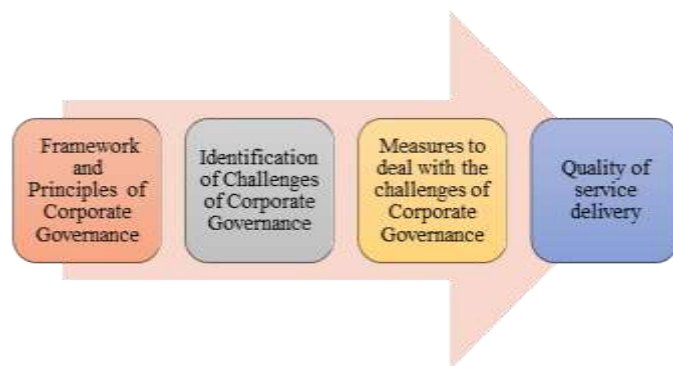 Framework
and
Principles of
Corporate
Governance
Identification
of Challenges
of Corporate
Governance
Measures to
deal with the
challenges of
Corporate
Governance
Quality of
service
delivery